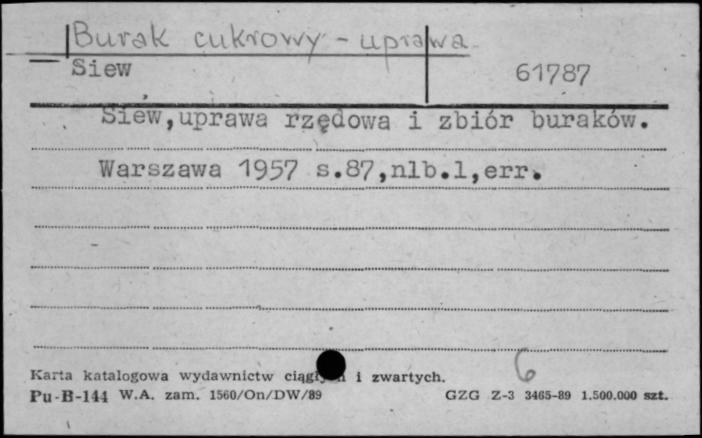 Burak cukrowy - uprawa
Siew 61787
Siew,uprawa rzędowa i zbiór buraków.
Warszawa 1957 s.87,nlb.1,err.
6
Karta katalogowa wydawnictw i zwartych.
Pu-B-144 W.A. zam. 1560/On/DW/89 GZG Z-3 3465-89 1.500.000 szt.